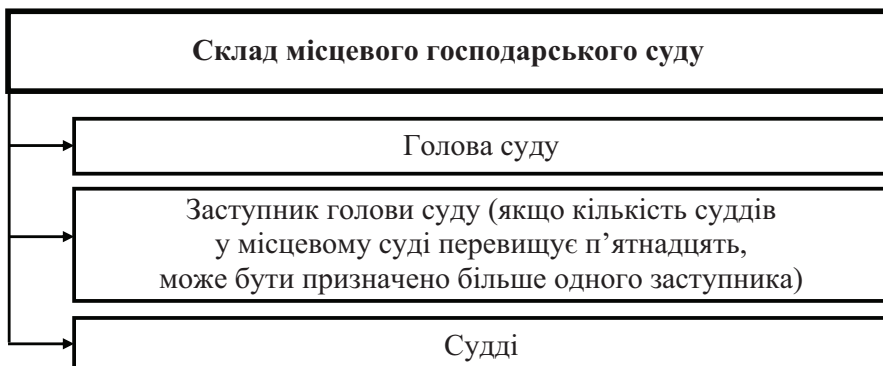 Склад місцевого господарського суду
Голова суду
Заступник голови суду (якщо кількість суддів
у місцевому суді перевищує п’ятнадцять,
може бути призначено більше одного заступника)
Судді